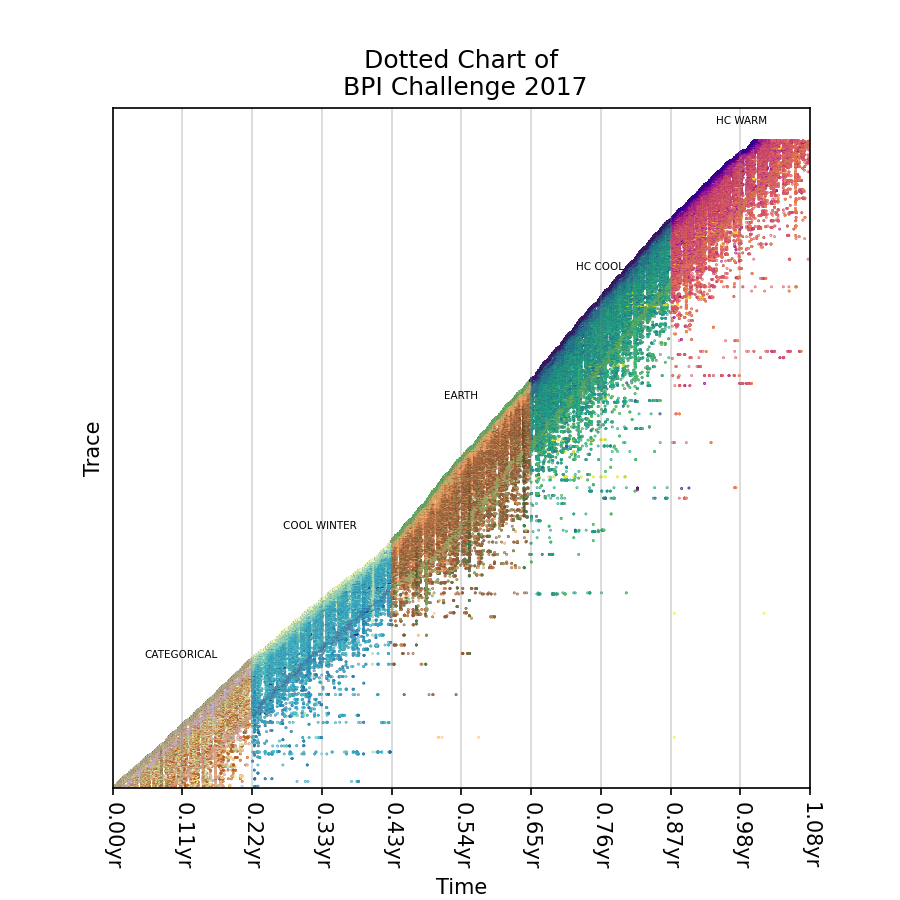 Dotted Chart of
BPI Challenge 2017
HC WARM
HC COOL
EARTH
COOL WINTER
CATEGORICAL
Trace
0.00yr
0.11yr
0.22yr
0.33yr
0.43yr
0.54yr
0.65yr
0.76yr
0.87yr
0.98yr
1.08yr
Time